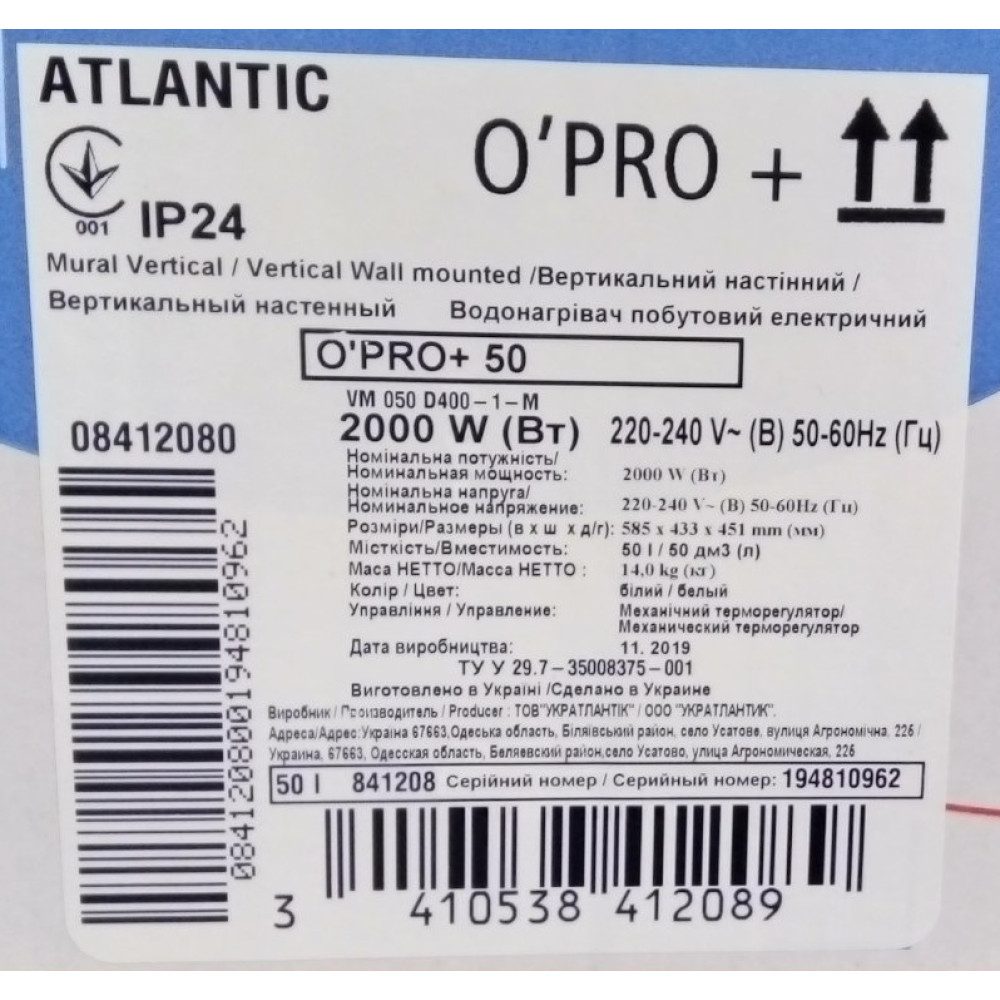 ATLANTIC
O'PRO +
001
IP24
Mural Vertical / Vertical Wall mounted /Вертикальний настінний /
Вертикальный настенный Водонагрівач побутовий електричний
O'PRO+ 50
VM 050 D400-1-M
08412080
2000 W (Вт) 220-240 V~ (В) 50-60Hz (Гц)
Номінальна потужність/
Номинальная мощность: 2000 W (Вт)
Номінальна напруга/
Номинальное напряжение: 220-240 V~ (В) 50-60Hz (Гц)
Розміри/Размеры (в х ш х д/г): 585 x 433 x 451 mm (мм)
Місткість/Вместимость: 50 l / 50 дм3 (л)
Маса НЕТТО/Масса НЕТТО : 14,0 kg (кг)
Колір / Цвет: білий / белый
Управління / Управление: Механічний терморегулятор/
Механический терморегулятор
Дата виробництва: 11. 2019
ТУ У 29.7-35008375-001
Виготовлено в Україні /Сделано в Украине
Виробник / Производитель / Producer : ТОВ"УКРАТЛАНТІК" / ООО "УКРАТЛАНТИК".
Адреса/Адрес:Україна 67663,Одеська область, Біляївський район, село Усатове, вулиця Агрономічна, 22б /
Украина, 67663, Одесская область, Беляевский район,село Усатово, улица Агрономическая, 22б
50 l 841208 Серійний номер / Серийный номер: 194810962
084120800194810962
3 410538 412089